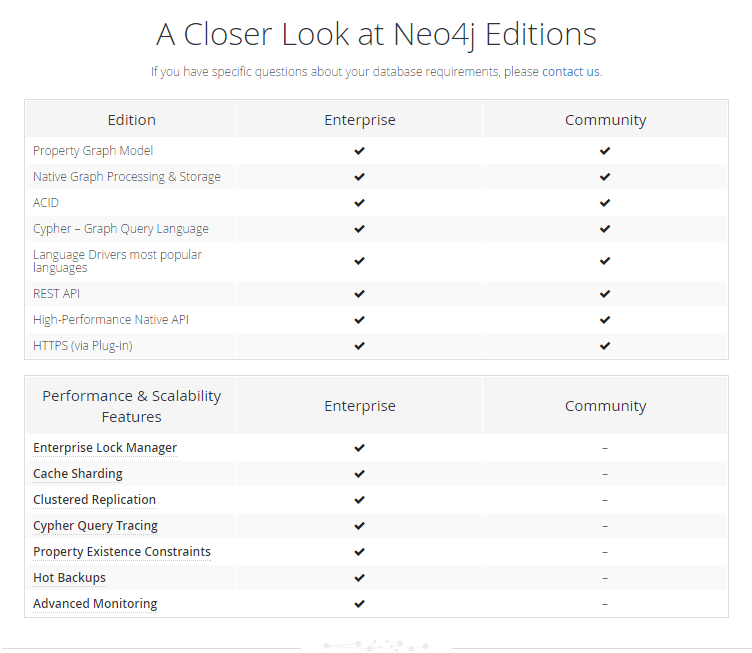 A Closer Look at Neo4j Editions
If you have specific questions about your database requirements, please contact us.
Edition Enterprise Community
Property Graph Model ✔ ✔
Native Graph Processing & Storage ✔ ✔
ACID ✔ ✔
Cypher – Graph Query Language ✔ ✔
Language Drivers most popular
languages ✔ ✔
REST API ✔ ✔
High-Performance Native API ✔ ✔
HTTPS (via Plug-in) ✔ ✔
Performance & Scalability
Features Enterprise Community
Enterprise Lock Manager ✔ –
Cache Sharding ✔ –
Clustered Replication ✔ –
Cypher Query Tracing ✔ –
Property Existence Constraints ✔ –
Hot Backups ✔ –
Advanced Monitoring ✔ –